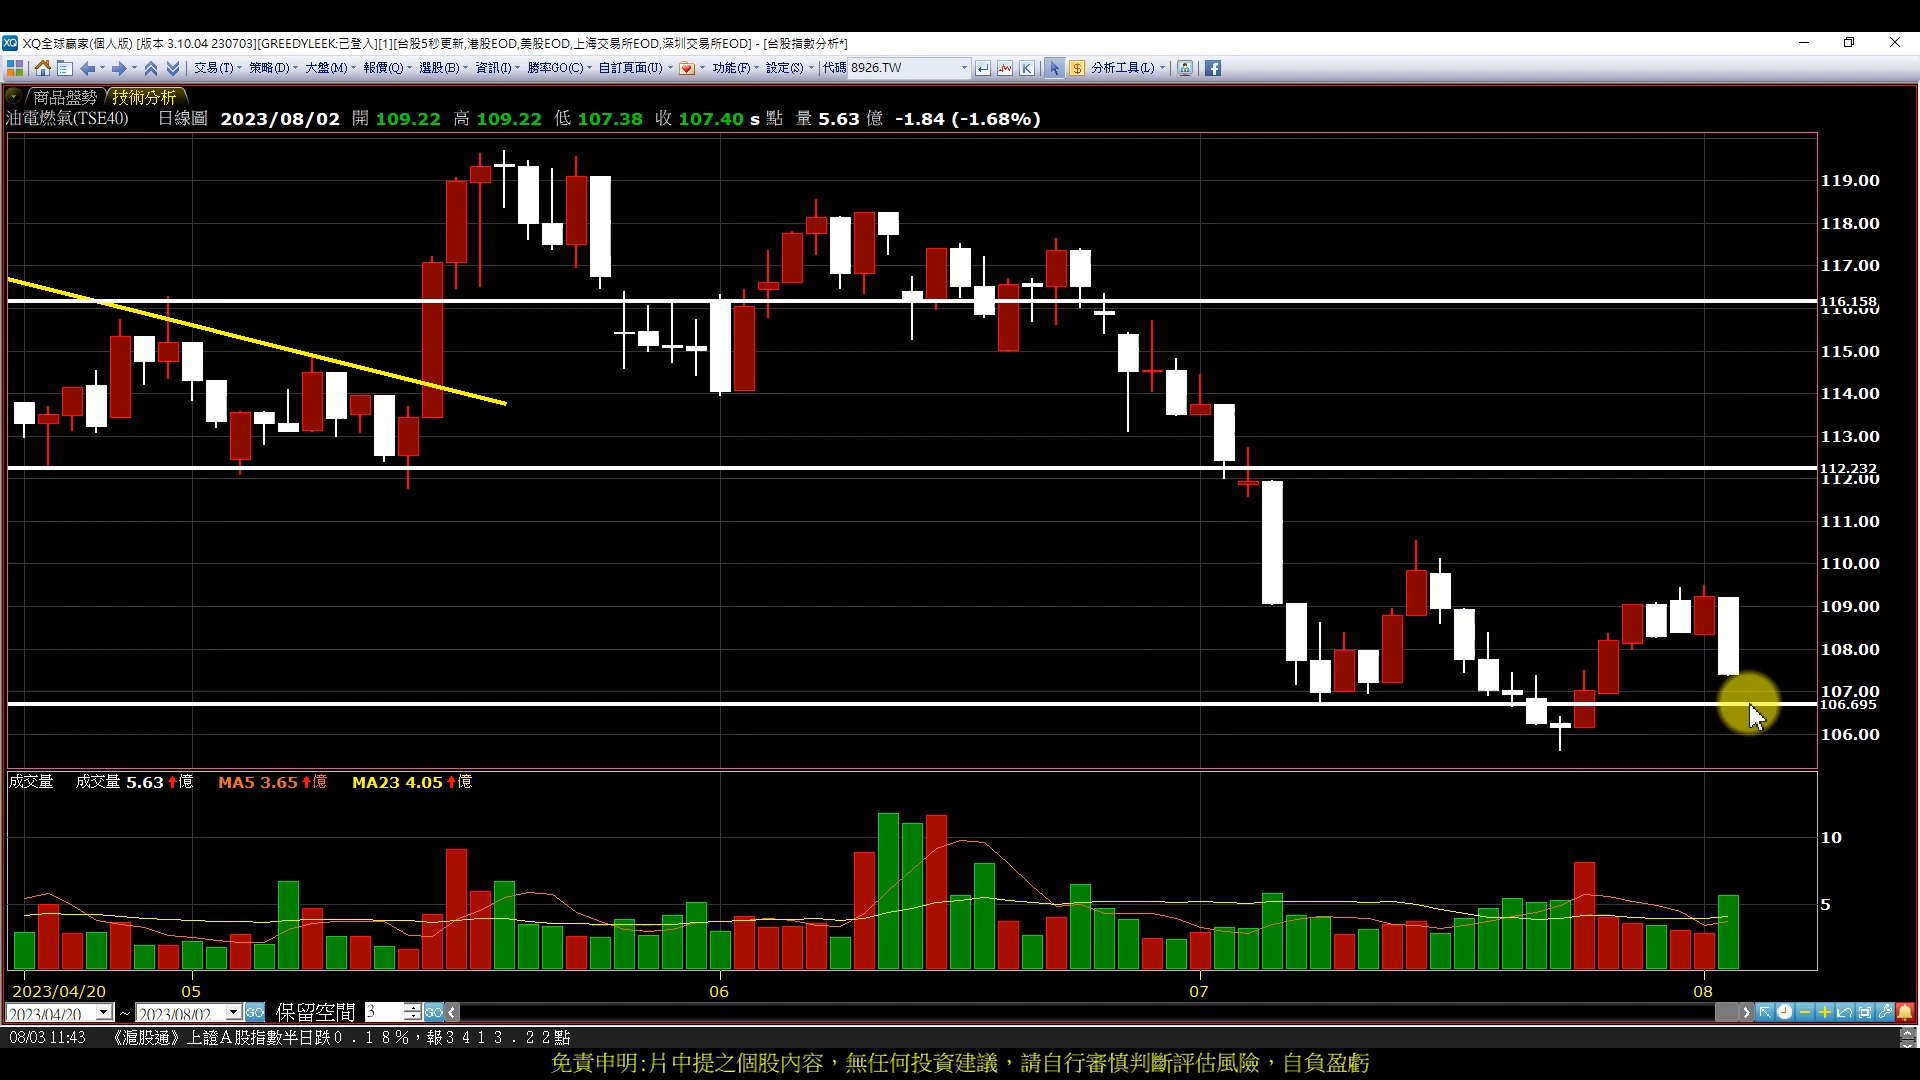 XQ全球贏家(個人版) [版本 3.10.04 230703][GREEDYLEEK:已登入][1][台股5秒更新,港股EOD,美股EOD,上海交易所EOD,深圳交易所EOD] - [台股指數分析*]
交易(T) 策略(D) 大盤(M) 報價(Q) 選股(B) 資訊(I) 勝率GO(C) 自訂頁面(U) 功能(F) 設定(S) 代碼 8926.TW K $ 分析工具(L)
商品盤勢 技術分析
油電燃氣(TSE40) 日線圖 2023/08/02 開 109.22 高 109.22 低 107.38 收 107.40 s 點 量 5.63 億 -1.84 (-1.68%)
119.00
118.00
117.00
116.158
116.00
115.00
114.00
113.00
112.232
112.00
111.00
110.00
109.00
108.00
107.00
106.695
106.00
成交量 成交量 5.63 億 MA5 3.65 億 MA23 4.05 億
10
5
2023/04/20 05 06 07 08
2023/04/20 ~ 2023/08/02 GO 保留空間 3 GO
08/03 11:43 《滬股通》上證A股指數半日跌0.18%,報3413.22點
免責申明:片中提之個股內容,無任何投資建議,請自行審慎判斷評估風險,自負盈虧